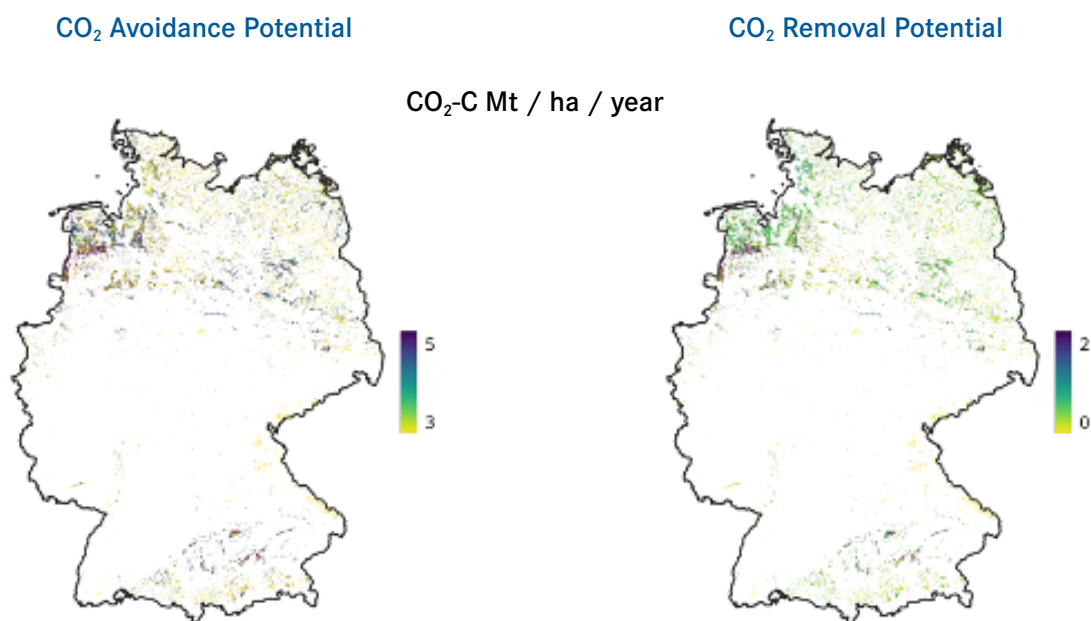 CO₂ Avoidance Potential
CO₂ Removal Potential
CO₂-C Mt / ha / year
5
3
2
0